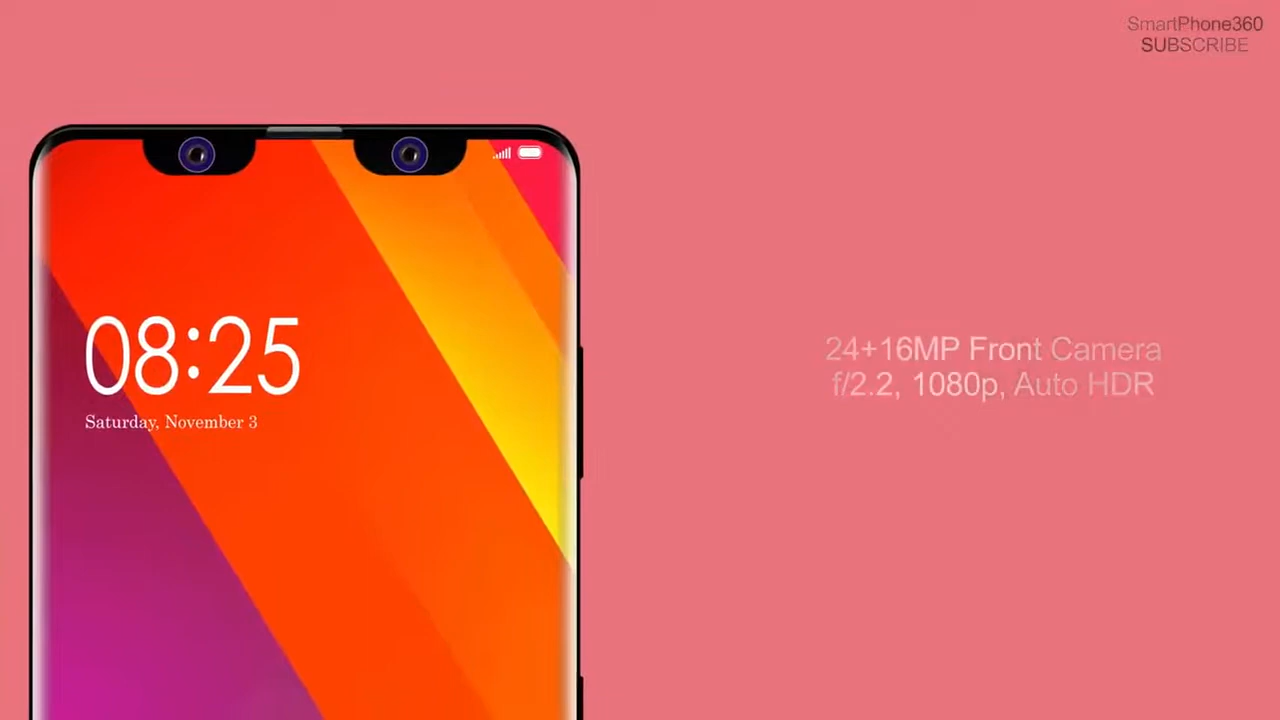 SmartPhone360
SUBSCRIBE
08:25
Saturday, November 3
24+16MP Front Camera
f/2.2, 1080p, Auto HDR